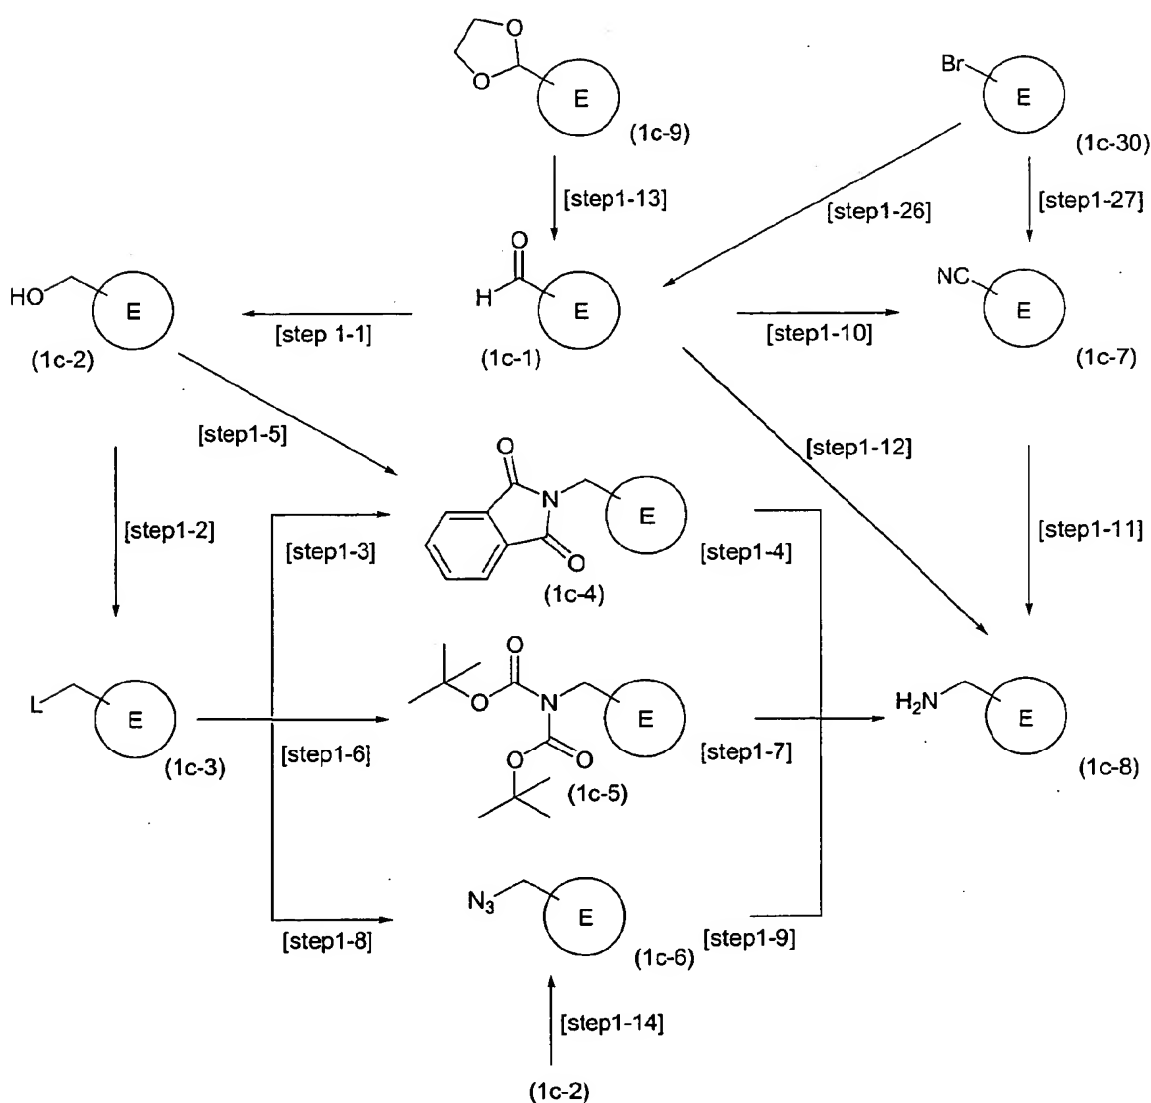 O
O
E
(1c-9)
Br
E
(1c-30)
[step1-13]
[step1-26]
[step1-27]
O
H
E
(1c-1)
HO
E
(1c-2)
[step 1-1]
[step1-10]
NC
E
(1c-7)
[step1-5]
[step1-12]
[step1-2]
[step1-3]
O
N
O
E
(1c-4)
[step1-4]
[step1-11]
L
E
(1c-3)
[step1-6]
O
O
N
O
O
E
(1c-5)
[step1-7]
H2N
E
(1c-8)
[step1-8]
N3
E
(1c-6)
[step1-9]
[step1-14]
(1c-2)